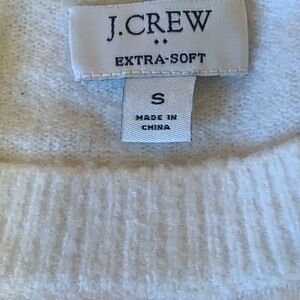 J.CREW
EXTRA-SOFT
S
MADE IN
CHINA